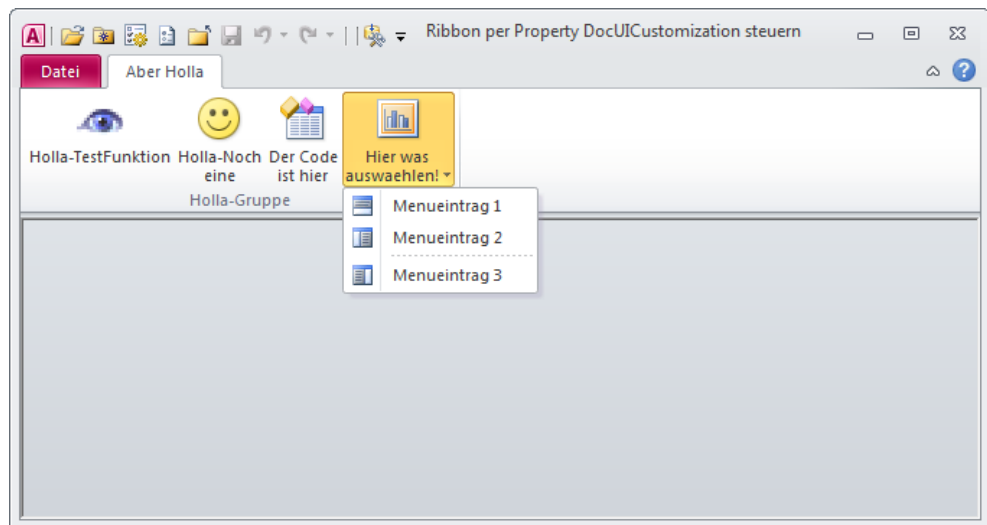 A Ribbon per Property DocUICustomization steuern
Datei Aber Holla
?
Holla-TestFunktion Holla-Noch Der Code Hier was
eine ist hier auswaehlen!
Holla-Gruppe
Menueintrag 1
Menueintrag 2
Menueintrag 3